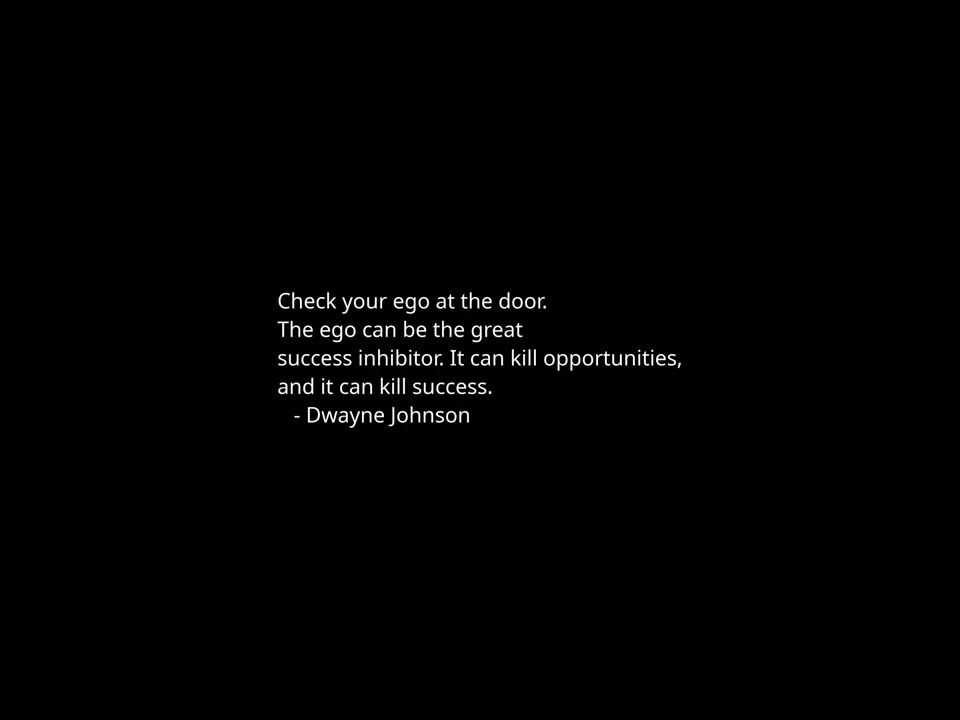 Check your ego at the door.
The ego can be the great
success inhibitor. It can kill opportunities,
and it can kill success.
- Dwayne Johnson